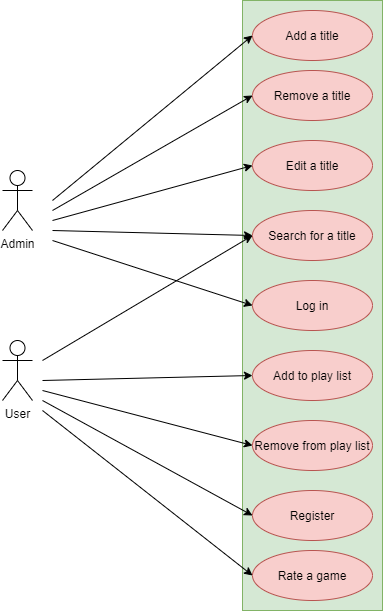 Add a title
Remove a title
Edit a title
Admin
Search for a title
Log in
Add to play list
User
Remove from play list
Register
Rate a game